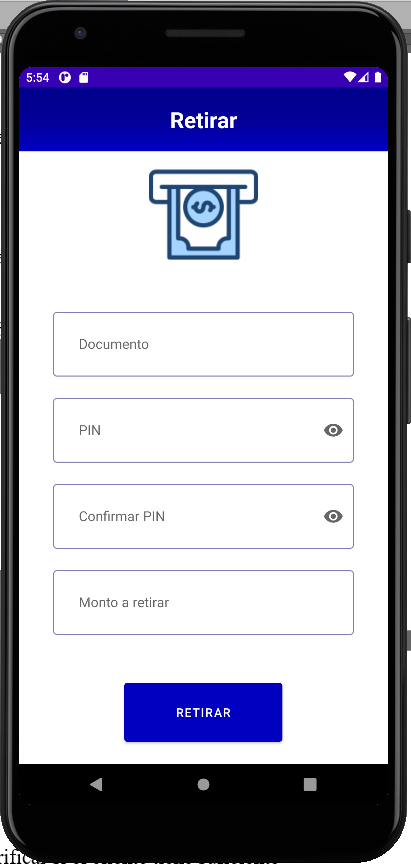 5:54
Retirar
$
Documento
PIN
Confirmar PIN
Monto a retirar
RETIRAR